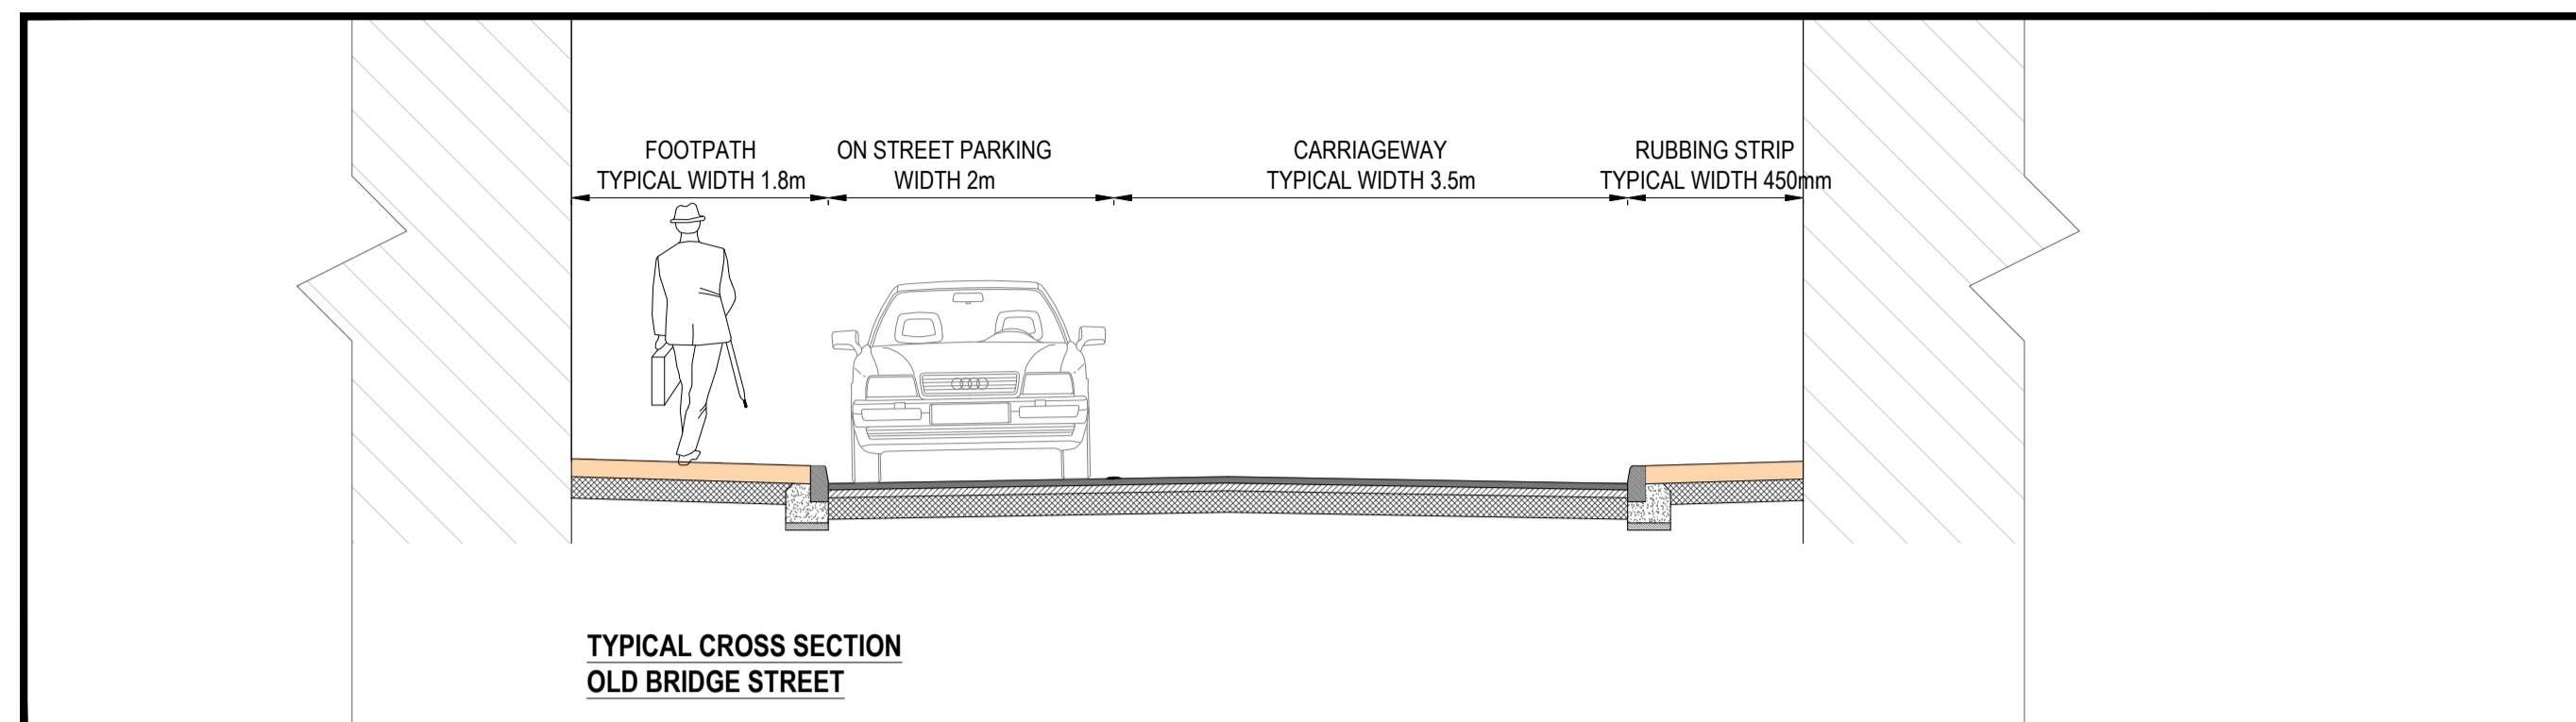 FOOTPATH
TYPICAL WIDTH 1.8m
ON STREET PARKING
WIDTH 2m
CARRIAGEWAY
TYPICAL WIDTH 3.5m
RUBBING STRIP
TYPICAL WIDTH 450mm
TYPICAL CROSS SECTION
OLD BRIDGE STREET